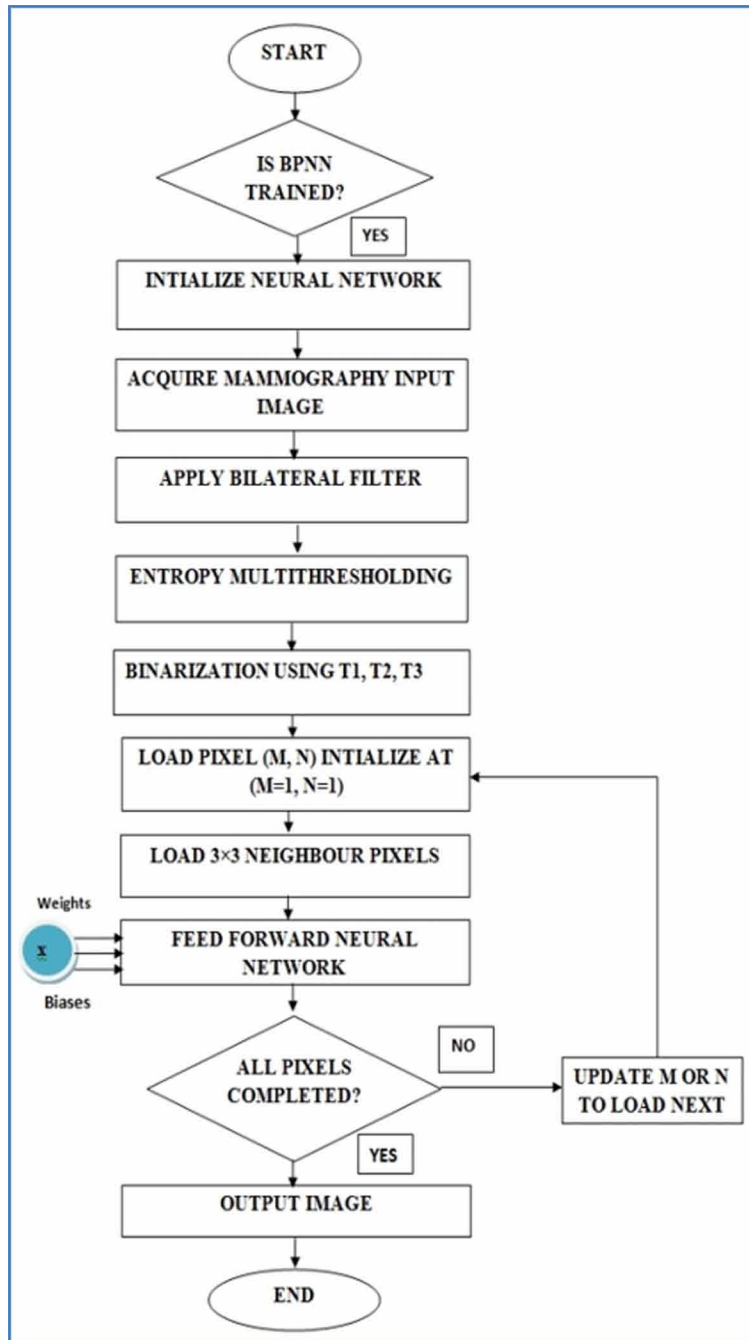 START
IS BPNN
TRAINED?
YES
INTIALIZE NEURAL NETWORK
ACQUIRE MAMMOGRAPHY INPUT
IMAGE
APPLY BILATERAL FILTER
ENTROPY MULTITHRESHOLDING
BINARIZATION USING T1, T2, T3
LOAD PIXEL (M, N) INTIALIZE AT
(M=1, N=1)
LOAD 3×3 NEIGHBOUR PIXELS
Weights
x
Biases
FEED FORWARD NEURAL
NETWORK
ALL PIXELS
COMPLETED?
NO
UPDATE M OR N
TO LOAD NEXT
YES
OUTPUT IMAGE
END